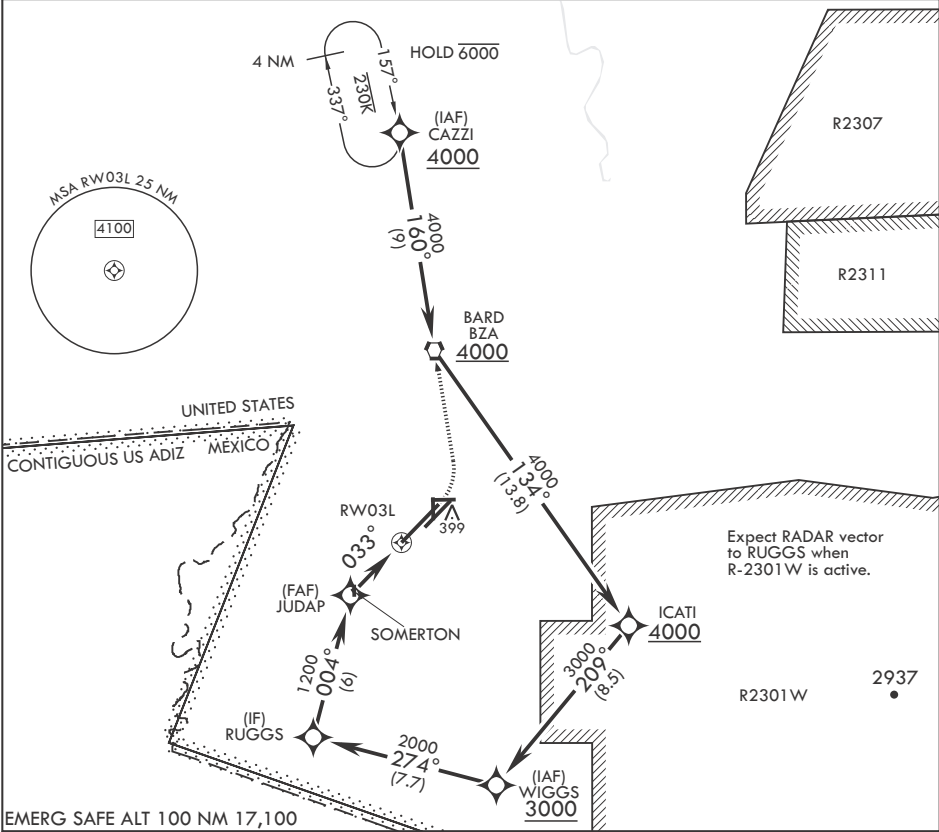 4 NM
HOLD 6000
157°
230K
337°
(IAF)
CAZZI
4000
R2307
MSA RW03L 25 NM
4100
4000
160°
(9)
R2311
BARD
BZA
4000
UNITED STATES
MEXICO
CONTIGUOUS US ADIZ
4000
134°
(13.8)
RW03L
399
033°
Expect RADAR vector
to RUGGS when
R-2301W is active.
(FAF)
JUDAP
SOMERTON
ICATI
4000
1200
004°
(6)
3000
209°
(8.5)
2937
R2301W
(IF)
RUGGS
2000
274°
(7.7)
(IAF)
WIGGS
3000
EMERG SAFE ALT 100 NM 17,100